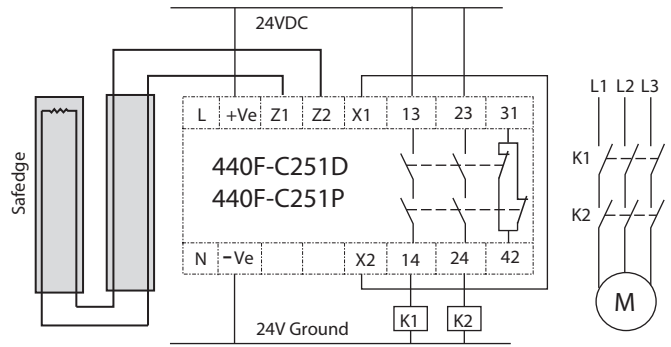 24VDC
L +Ve Z1 Z2 X1 13 23 31
L1 L2 L3
440F-C251D
440F-C251P
K1
K2
Safedge
N -Ve X2 14 24 42
K1 K2
M
24V Ground